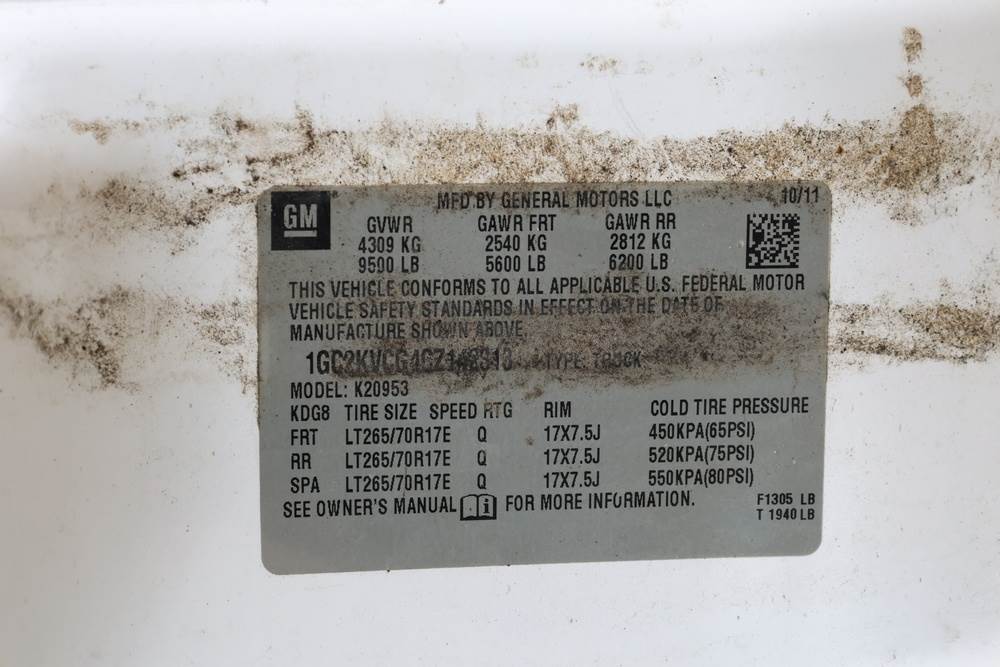 GM
MFD BY GENERAL MOTORS LLC 10/11
GVWR GAWR FRT GAWR RR
4309 KG 2540 KG 2812 KG
9500 LB 5600 LB 6200 LB
THIS VEHICLE CONFORMS TO ALL APPLICABLE U.S. FEDERAL MOTOR
VEHICLE SAFETY STANDARDS IN EFFECT ON THE DATE OF
MANUFACTURE SHOWN ABOVE.
TYPE: TRUCK
MODEL: K20953
KDG8 TIRE SIZE SPEED RTG RIM COLD TIRE PRESSURE
FRT LT265/70R17E Q 17X7.5J 450KPA(65PSI)
RR LT265/70R17E Q 17X7.5J 520KPA(75PSI)
SPA LT265/70R17E Q 17X7.5J 550KPA(80PSI)
SEE OWNER'S MANUAL i FOR MORE INFORMATION.
F1305 LB
T 1940 LB